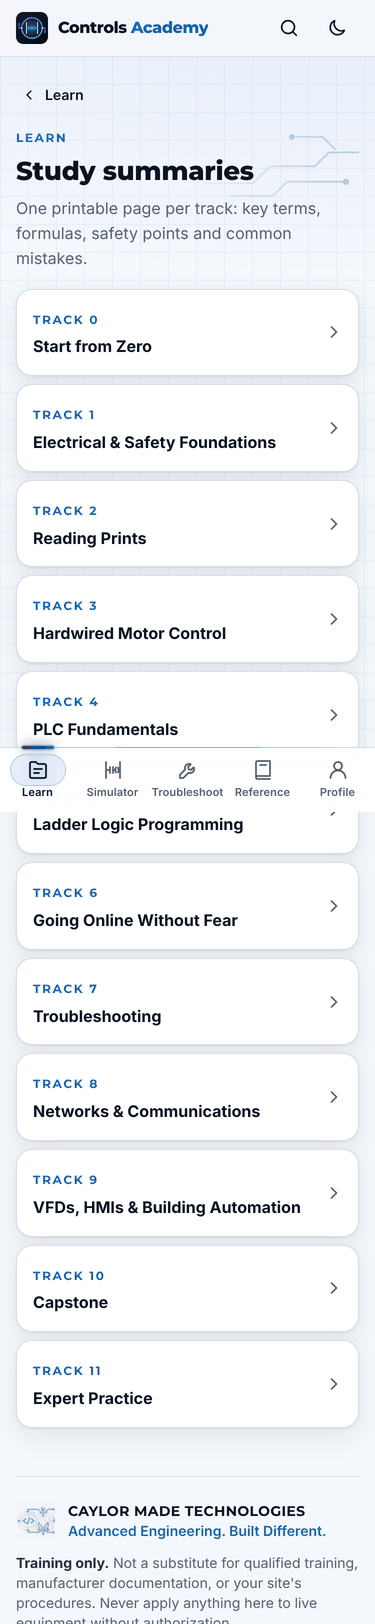 Controls Academy
Learn
LEARN
Study summaries
One printable page per track: key terms,
formulas, safety points and common
mistakes.
TRACK 0
Start from Zero
TRACK 1
Electrical & Safety Foundations
TRACK 2
Reading Prints
TRACK 3
Hardwired Motor Control
TRACK 4
PLC Fundamentals
Learn Simulator Troubleshoot Reference Profile
Ladder Logic Programming
TRACK 6
Going Online Without Fear
TRACK 7
Troubleshooting
TRACK 8
Networks & Communications
TRACK 9
VFDs, HMIs & Building Automation
TRACK 10
Capstone
TRACK 11
Expert Practice
CAYLOR MADE TECHNOLOGIES
Advanced Engineering. Built Different.
Training only. Not a substitute for qualified training,
manufacturer documentation, or your site's
procedures. Never apply anything here to live
equipment without authorization.